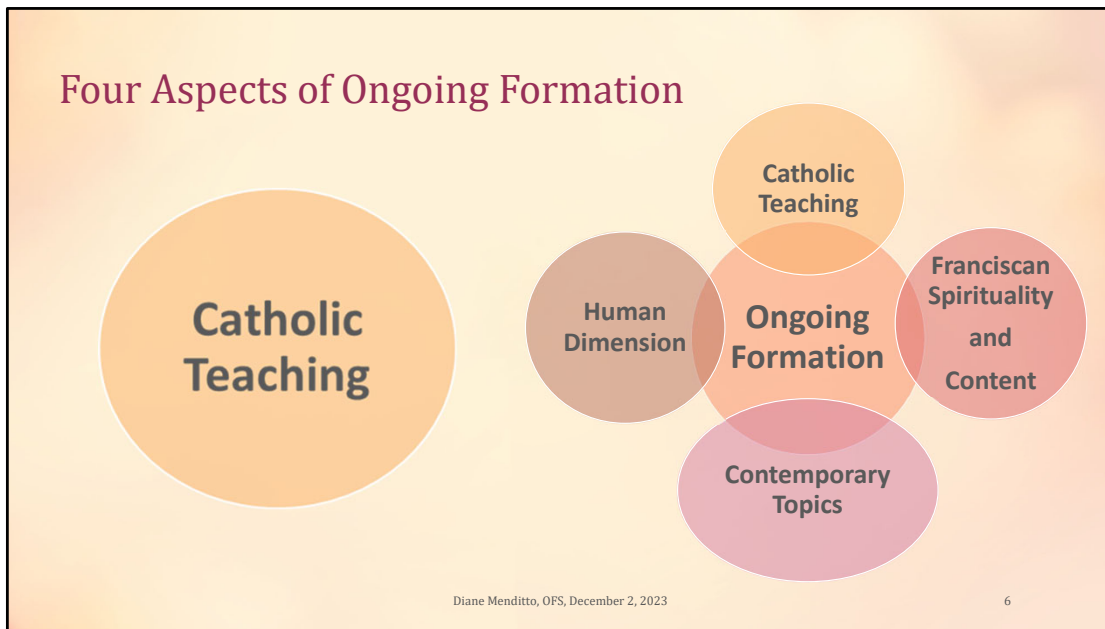 Four Aspects of Ongoing Formation
Catholic
Teaching
Catholic
Teaching
Human
Dimension
Ongoing
Formation
Franciscan
Spirituality
and
Content
Contemporary
Topics
Diane Menditto, OFS, December 2, 2023
6